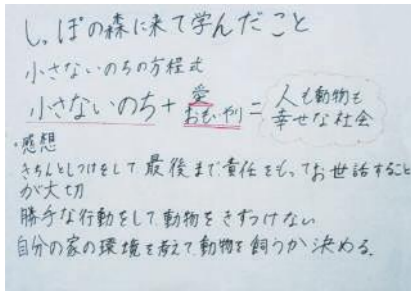 しっぽの森に来て学んだこと
小さないのちの方程式
小さないのち + 愛 おもいやり = 人も動物も
幸せな社会
・感想
きちんとしつけをして最後まで責任をもってお世話すること
が大切
勝手な行動をして動物をきずつけない
自分の家の環境を考えて動物を飼うか決める。